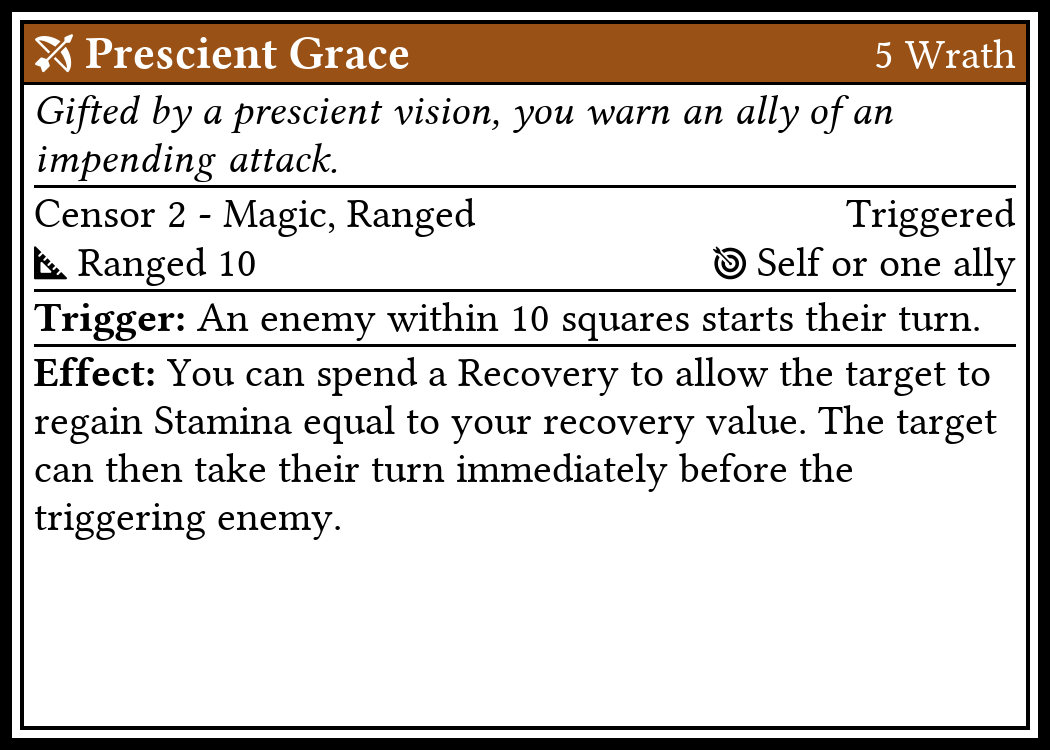 Prescient Grace 5 Wrath
Gifted by a prescient vision, you warn an ally of an
impending attack.
Censor 2 - Magic, Ranged Triggered
Ranged 10 Self or one ally
Trigger: An enemy within 10 squares starts their turn.
Effect: You can spend a Recovery to allow the target to
regain Stamina equal to your recovery value. The target
can then take their turn immediately before the
triggering enemy.